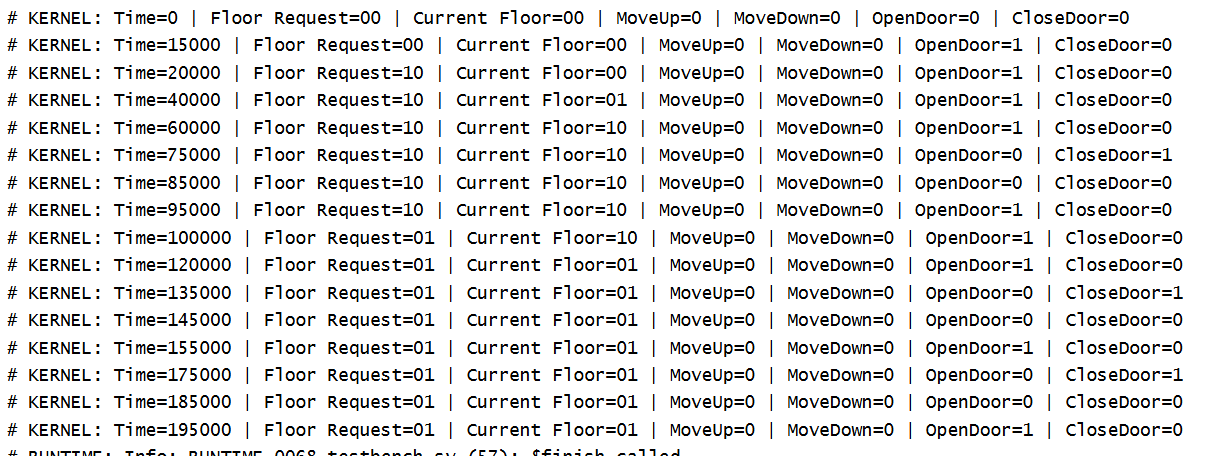 # KERNEL: Time=0 | Floor Request=00 | Current Floor=00 | MoveUp=0 | MoveDown=0 | OpenDoor=0 | CloseDoor=0
# KERNEL: Time=15000 | Floor Request=00 | Current Floor=00 | MoveUp=0 | MoveDown=0 | OpenDoor=1 | CloseDoor=0
# KERNEL: Time=20000 | Floor Request=10 | Current Floor=00 | MoveUp=0 | MoveDown=0 | OpenDoor=1 | CloseDoor=0
# KERNEL: Time=40000 | Floor Request=10 | Current Floor=01 | MoveUp=0 | MoveDown=0 | OpenDoor=1 | CloseDoor=0
# KERNEL: Time=60000 | Floor Request=10 | Current Floor=10 | MoveUp=0 | MoveDown=0 | OpenDoor=1 | CloseDoor=0
# KERNEL: Time=75000 | Floor Request=10 | Current Floor=10 | MoveUp=0 | MoveDown=0 | OpenDoor=0 | CloseDoor=1
# KERNEL: Time=85000 | Floor Request=10 | Current Floor=10 | MoveUp=0 | MoveDown=0 | OpenDoor=0 | CloseDoor=0
# KERNEL: Time=95000 | Floor Request=10 | Current Floor=10 | MoveUp=0 | MoveDown=0 | OpenDoor=1 | CloseDoor=0
# KERNEL: Time=100000 | Floor Request=01 | Current Floor=10 | MoveUp=0 | MoveDown=0 | OpenDoor=1 | CloseDoor=0
# KERNEL: Time=120000 | Floor Request=01 | Current Floor=01 | MoveUp=0 | MoveDown=0 | OpenDoor=1 | CloseDoor=0
# KERNEL: Time=135000 | Floor Request=01 | Current Floor=01 | MoveUp=0 | MoveDown=0 | OpenDoor=0 | CloseDoor=1
# KERNEL: Time=145000 | Floor Request=01 | Current Floor=01 | MoveUp=0 | MoveDown=0 | OpenDoor=0 | CloseDoor=0
# KERNEL: Time=155000 | Floor Request=01 | Current Floor=01 | MoveUp=0 | MoveDown=0 | OpenDoor=1 | CloseDoor=0
# KERNEL: Time=175000 | Floor Request=01 | Current Floor=01 | MoveUp=0 | MoveDown=0 | OpenDoor=0 | CloseDoor=1
# KERNEL: Time=185000 | Floor Request=01 | Current Floor=01 | MoveUp=0 | MoveDown=0 | OpenDoor=0 | CloseDoor=0
# KERNEL: Time=195000 | Floor Request=01 | Current Floor=01 | MoveUp=0 | MoveDown=0 | OpenDoor=1 | CloseDoor=0
# RUNTIME: Info: RUNTIME_0068 testbench.sv (57): $finish called.